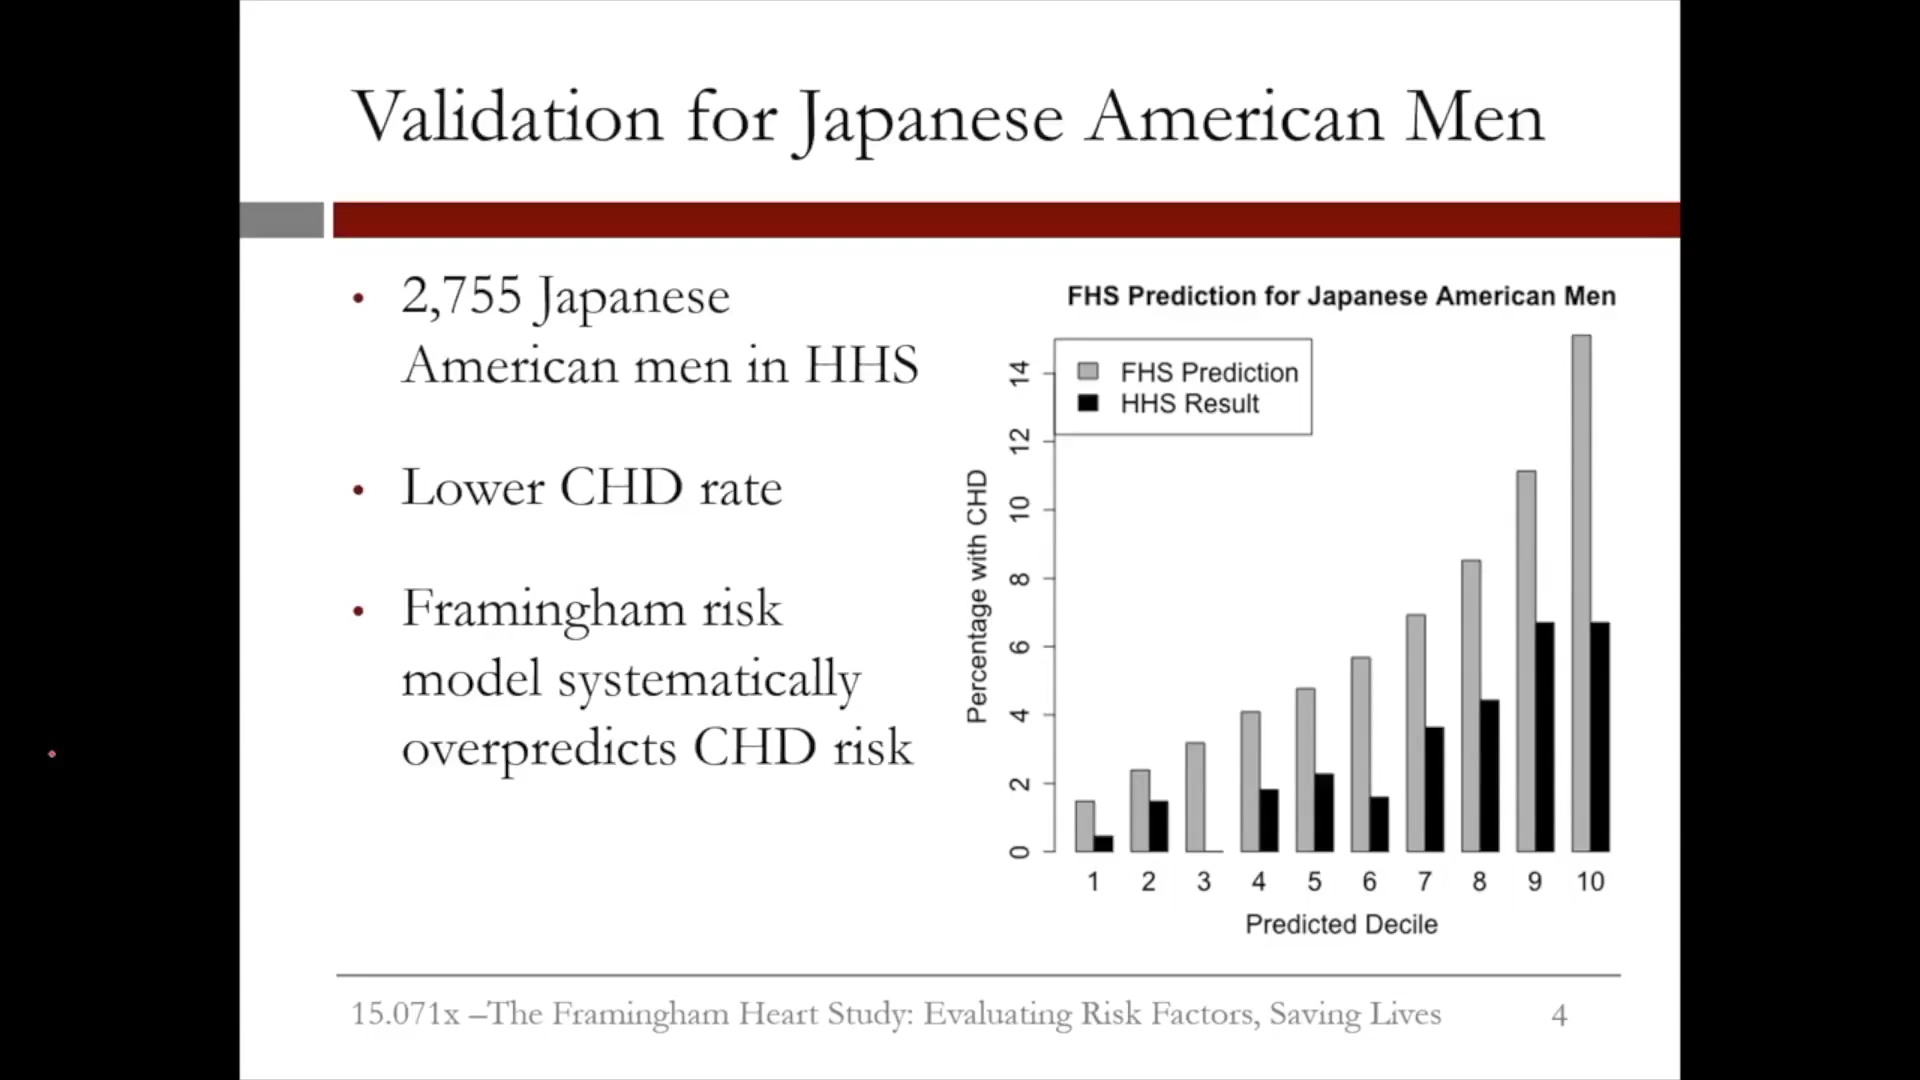 Validation for Japanese American Men
• 2,755 Japanese
American men in HHS
• Lower CHD rate
• Framingham risk
model systematically
overpredicts CHD risk
FHS Prediction for Japanese American Men
FHS Prediction
HHS Result
Percentage with CHD
14
12
10
8
6
4
2
0
1 2 3 4 5 6 7 8 9 10
Predicted Decile
15.071x –The Framingham Heart Study: Evaluating Risk Factors, Saving Lives 4